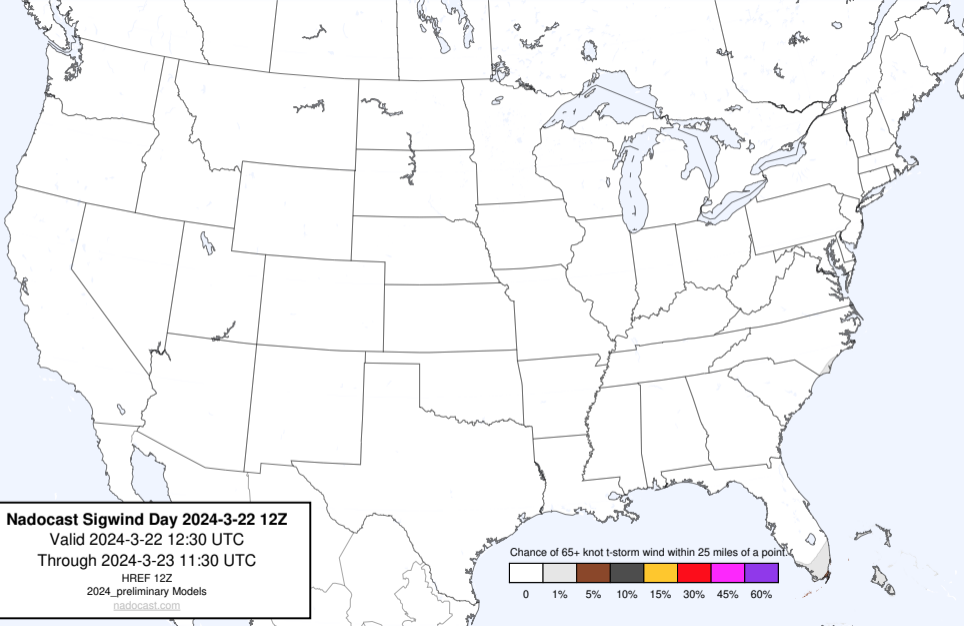 Chance of 65+ knot t-storm wind within 25 miles of a point.
0 1% 5% 10% 15% 30% 45% 60%
Nadocast Sigwind Day 2024-3-22 12Z
Valid 2024-3-22 12:30 UTC
Through 2024-3-23 11:30 UTC
HREF 12Z
2024_preliminary Models
nadocast.com